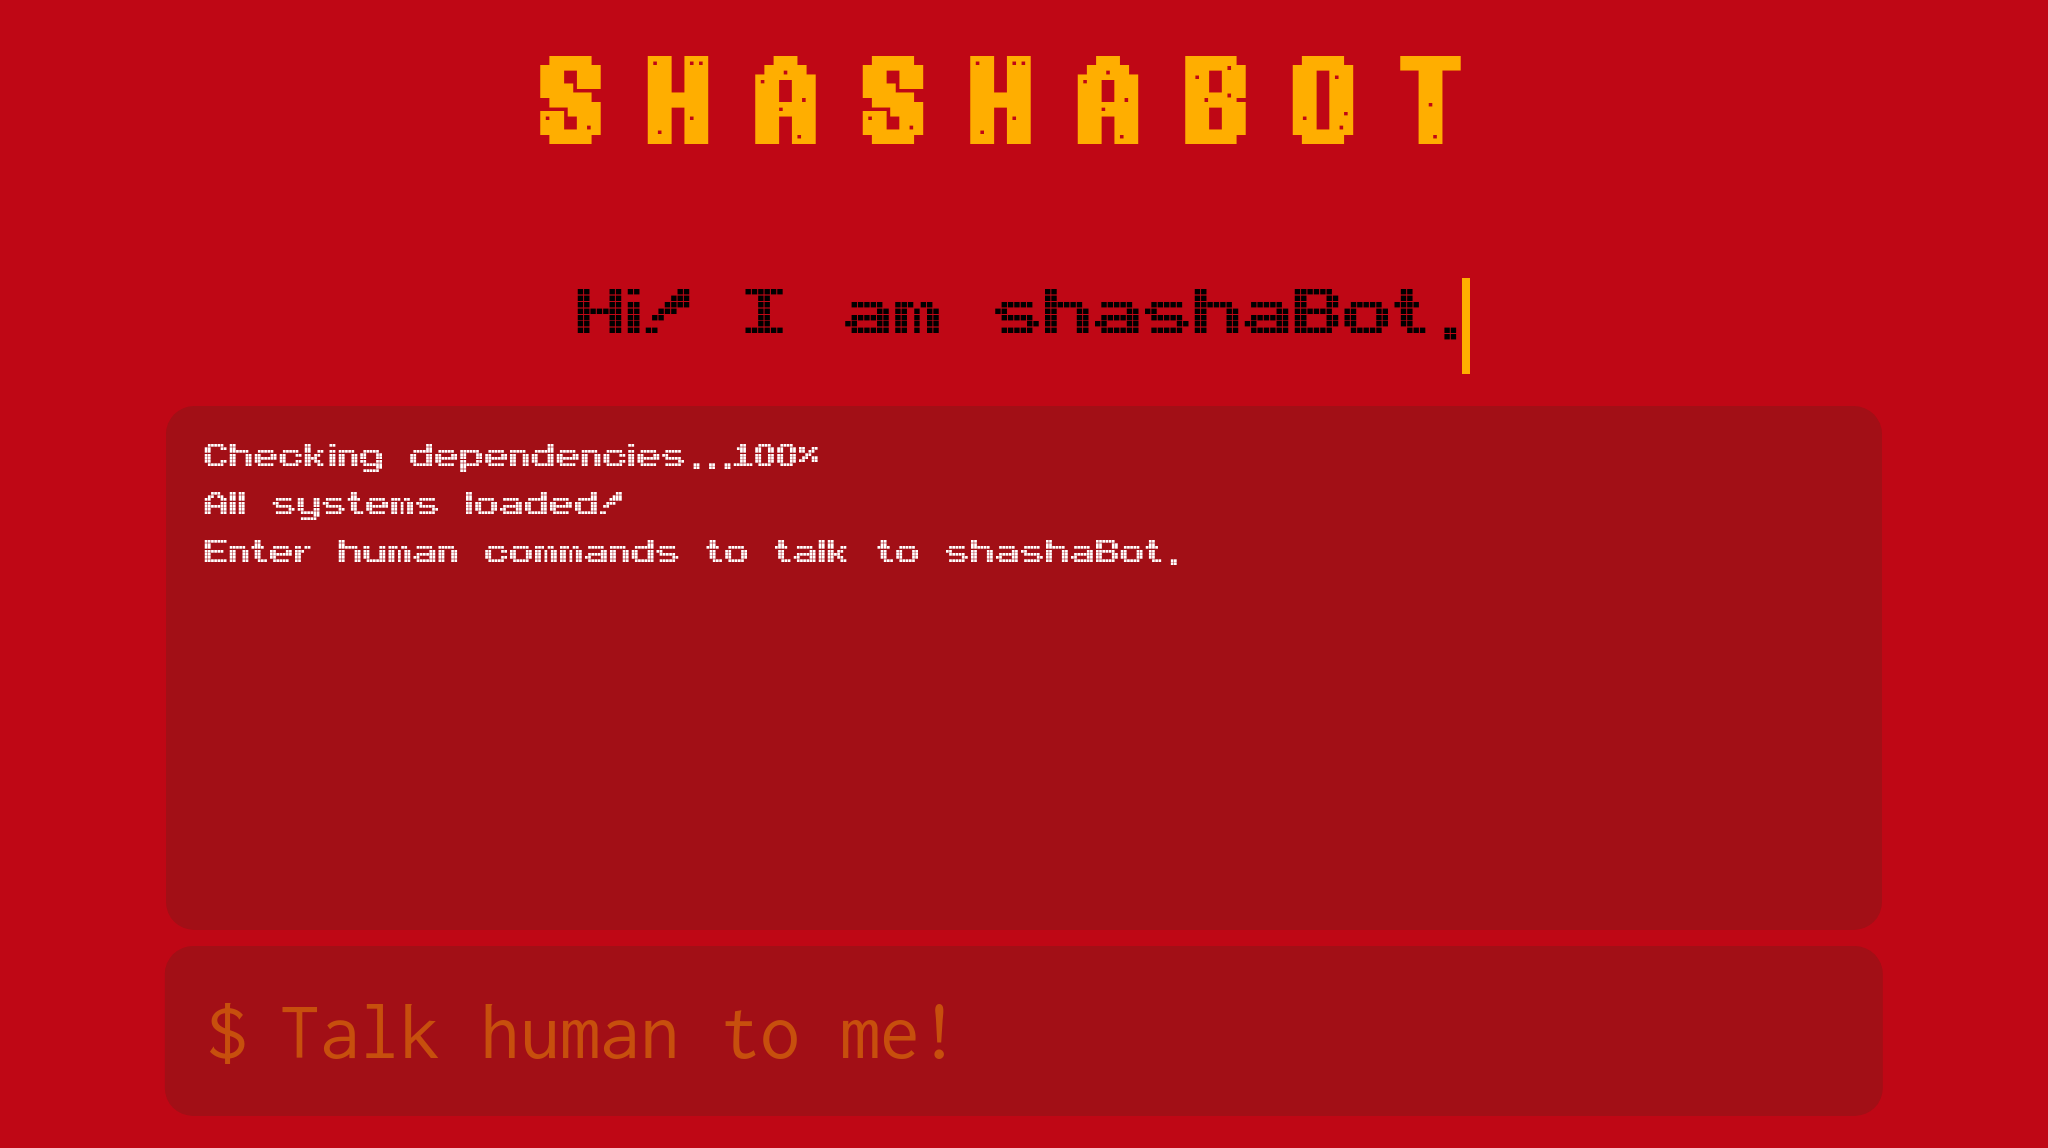 SHASHABOT
Hi! I am shashaBot.
Checking dependencies...100%
All systems loaded!
Enter human commands to talk to shashaBot.
$ Talk human to me!